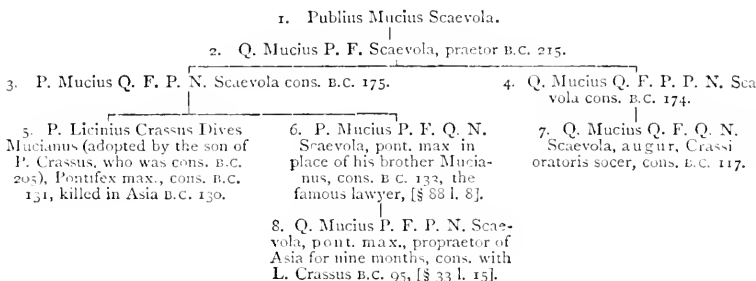 1. Publius Mucius Scaevola.
2. Q. Mucius P. F. Scaevola, praetor B.C. 215.
3. P. Mucius Q. F. P. N. Scaevola cons. B.C. 175.
4. Q. Mucius Q. F. P. P. N. Sca
vola cons. B.C. 174.
5. P. Licinius Crassus Dives
Mucianus (adopted by the son of
P. Crassus, who was cons. B.C.
205), Pontifex max., cons. B.C.
131, killed in Asia B.C. 130.
6. P. Mucius P. F. Q. N.
Scaevola, pont. max in
place of his brother Mucia-
nus, cons. B C. 132, the
famous lawyer, [§ 88 l. 8].
7. Q. Mucius Q. F. Q. N.
Scaevola, augur, Crassi
oratoris socer, cons. B.C. 117.
8. Q. Mucius P. F. P. N. Scae-
vola, pont. max., propraetor of
Asia for nine months, cons. with
L. Crassus B.C. 95, [§ 33 l. 15].